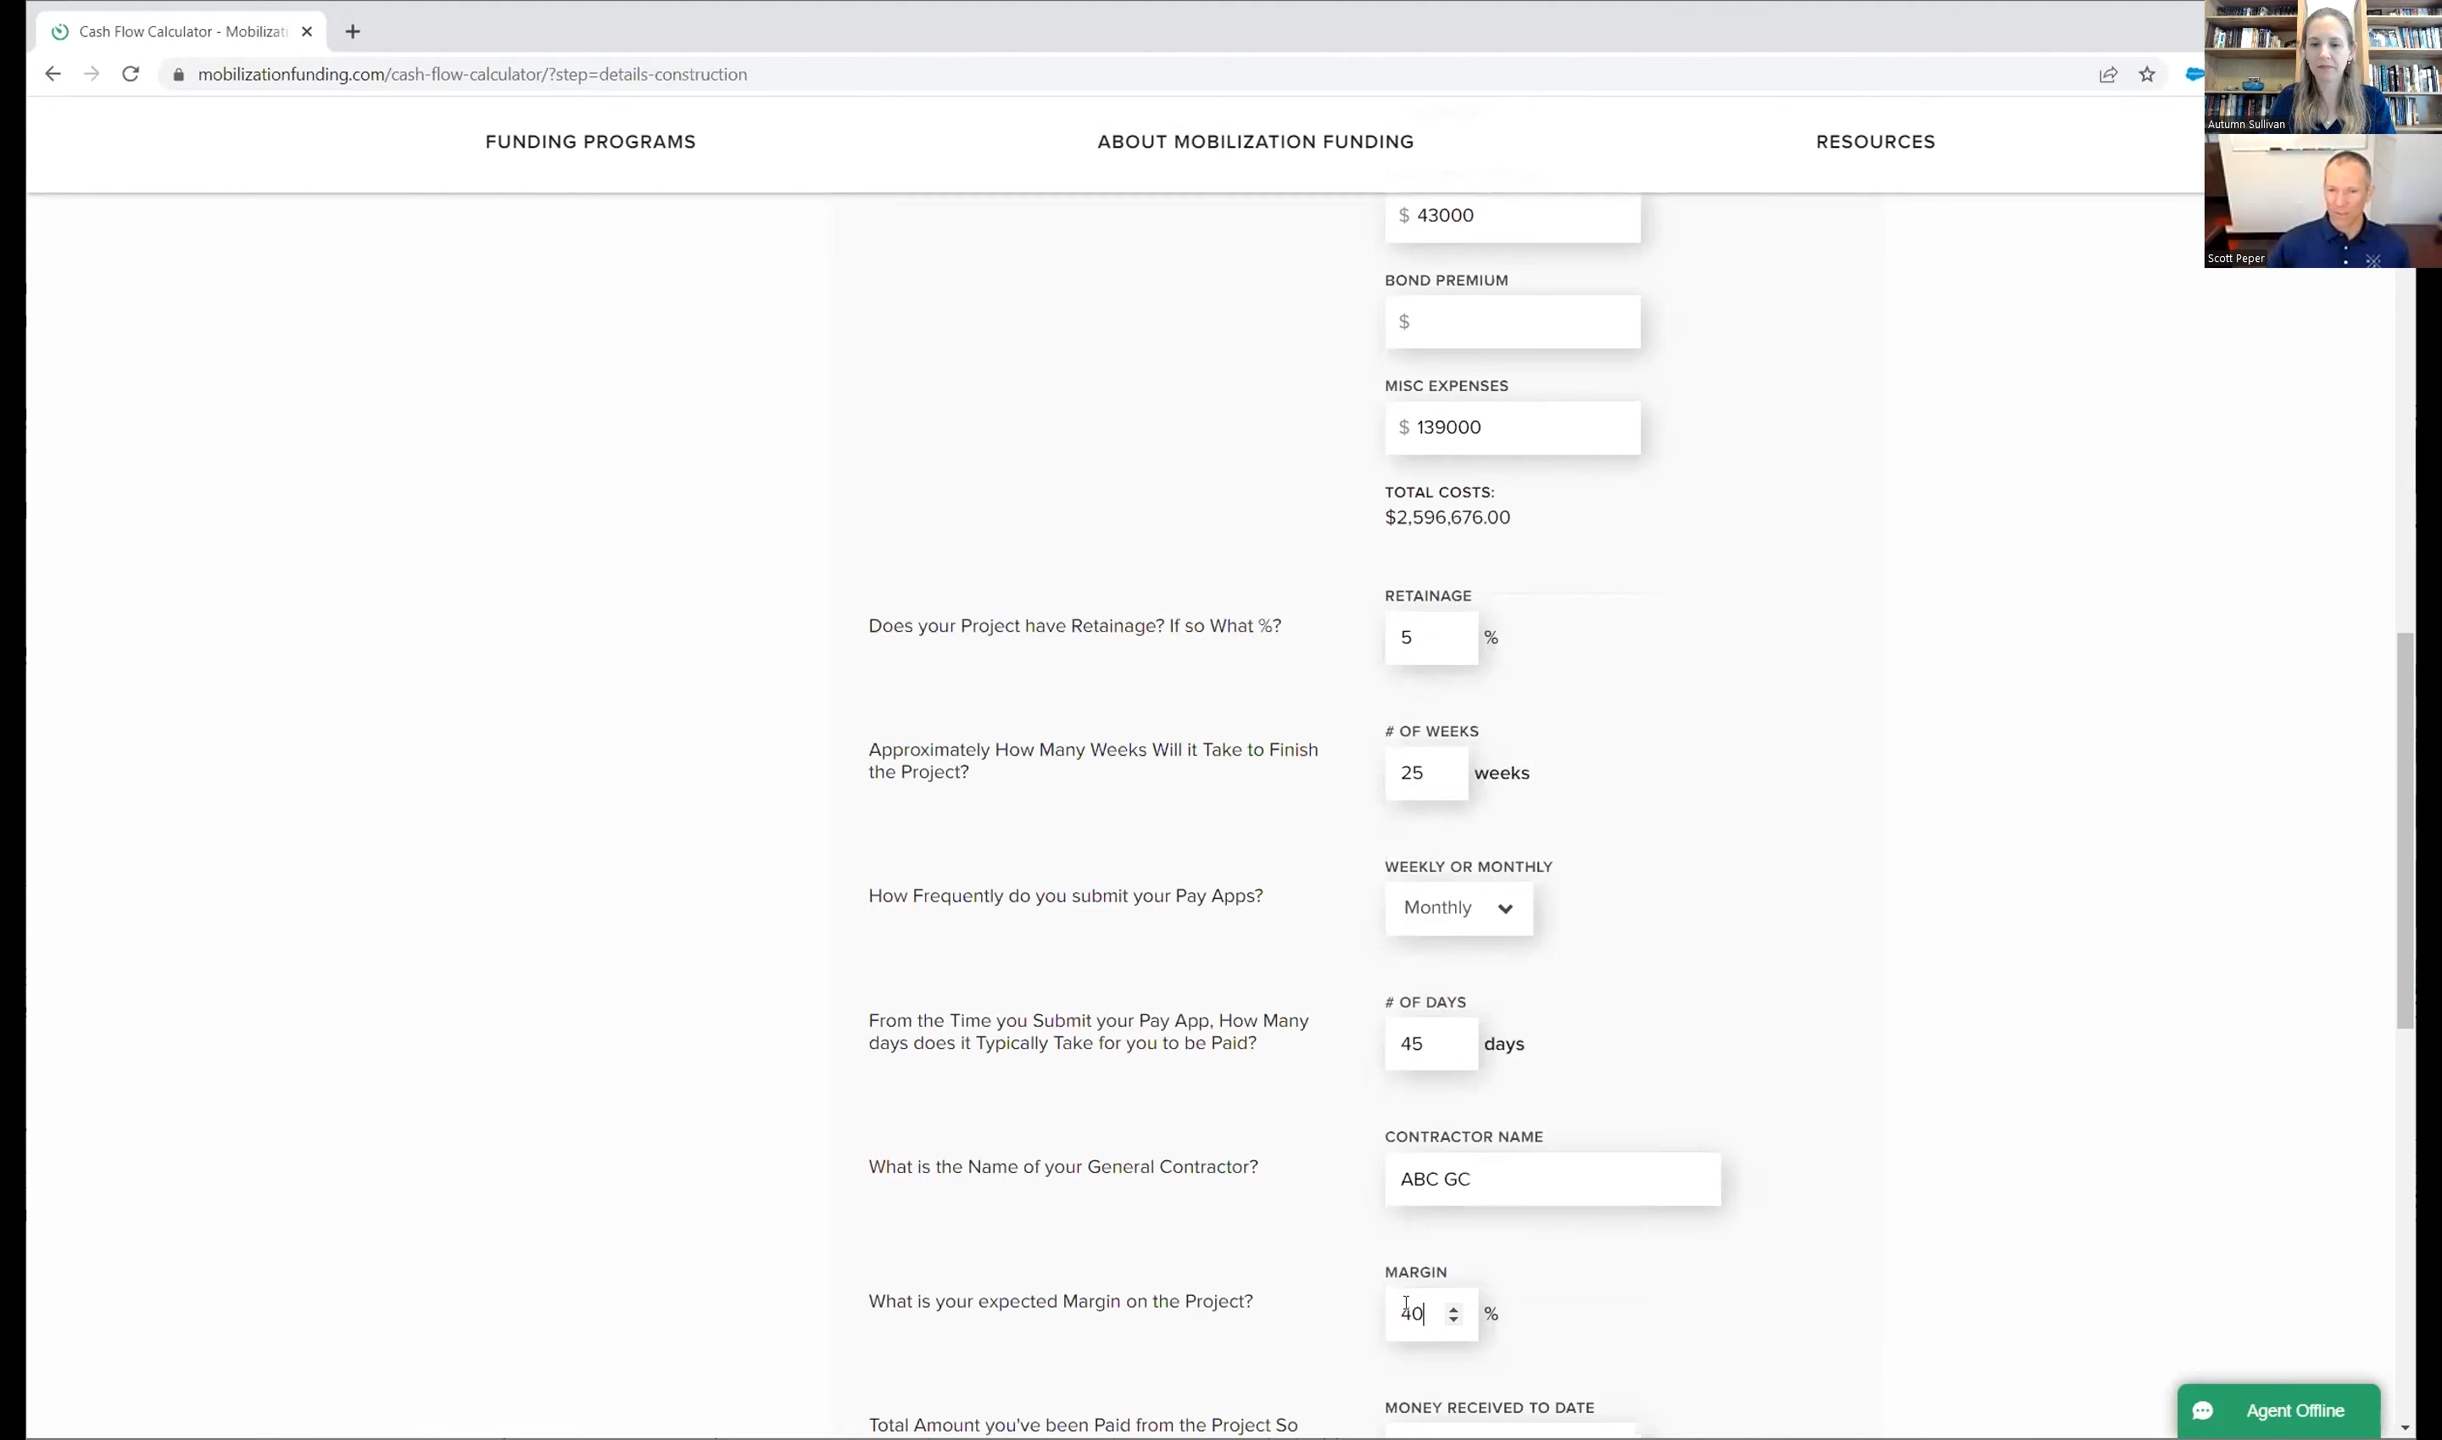 Cash Flow Calculator - Mobilizati
mobilizationfunding.com/cash-flow-calculator/?step=details-construction
Autumn Sullivan
Scott Peper
FUNDING PROGRAMS
ABOUT MOBILIZATION FUNDING
RESOURCES
$ 43000
BOND PREMIUM
$
MISC EXPENSES
$ 139000
TOTAL COSTS:
$2,596,676.00
RETAINAGE
Does your Project have Retainage? If so What %?
5 %
# OF WEEKS
Approximately How Many Weeks Will it Take to Finish
the Project?
25 weeks
WEEKLY OR MONTHLY
How Frequently do you submit your Pay Apps?
Monthly
# OF DAYS
From the Time you Submit your Pay App, How Many
days does it Typically Take for you to be Paid?
45 days
CONTRACTOR NAME
What is the Name of your General Contractor?
ABC GC
MARGIN
What is your expected Margin on the Project?
40 %
MONEY RECEIVED TO DATE
Total Amount you've been Paid from the Project So
Agent Offline